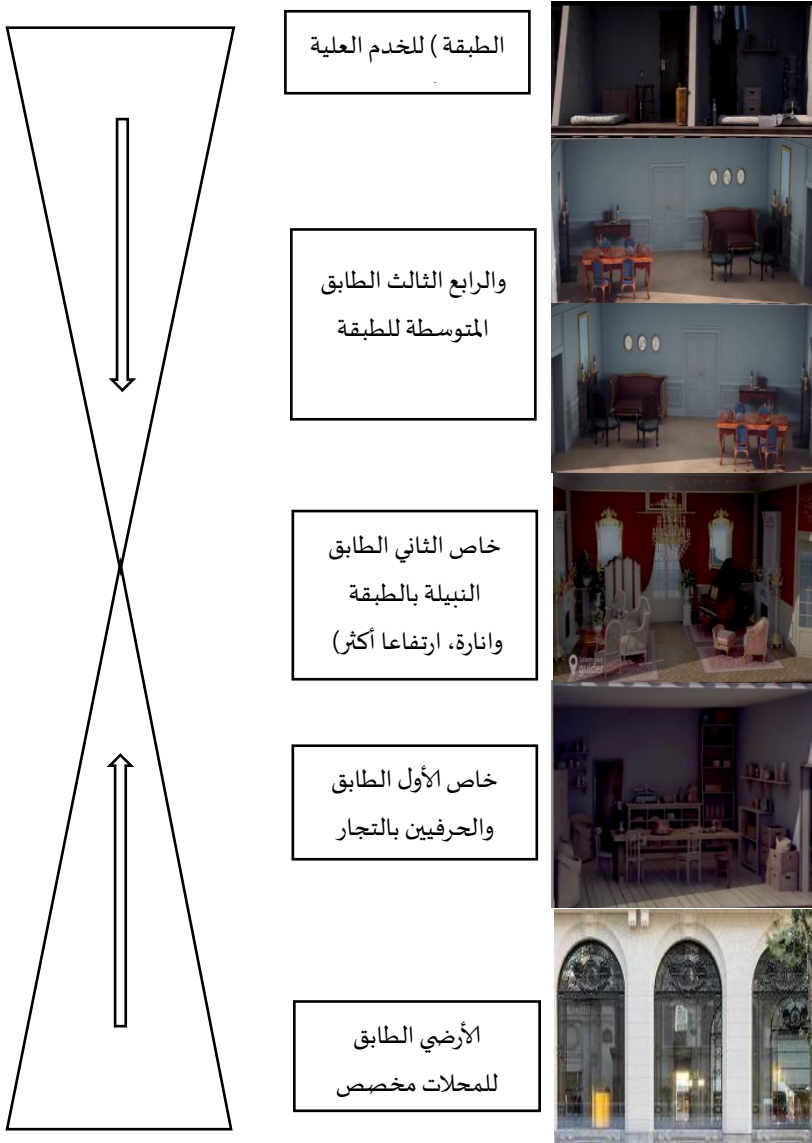 الطبقة ) للخدم العلية
.
والرابع الثالث الطابق
المتوسطة للطبقة
خاص الثاني الطابق
النبيلة بالطبقة
وانارة، ارتفاعا أكثر)
guider
خاص الأول الطابق
والحرفيين بالتجار
الأرضي الطابق
للمحلات مخصص